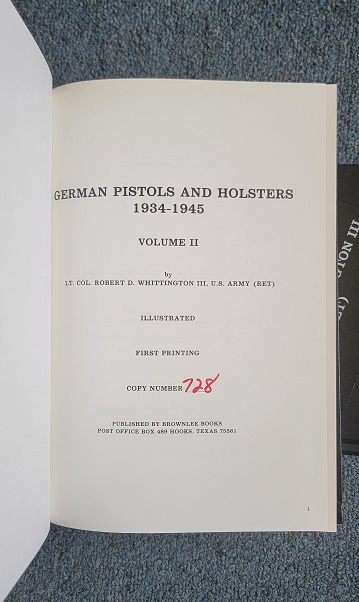 GERMAN PISTOLS AND HOLSTERS
1934-1945
VOLUME II
by
LT. COL. ROBERT D. WHITTINGTON III, U.S. ARMY (RET)
ILLUSTRATED
FIRST PRINTING
COPY NUMBER 728
PUBLISHED BY BROWNLEE BOOKS
POST OFFICE BOX 489 HOOKS, TEXAS 75561
1
III